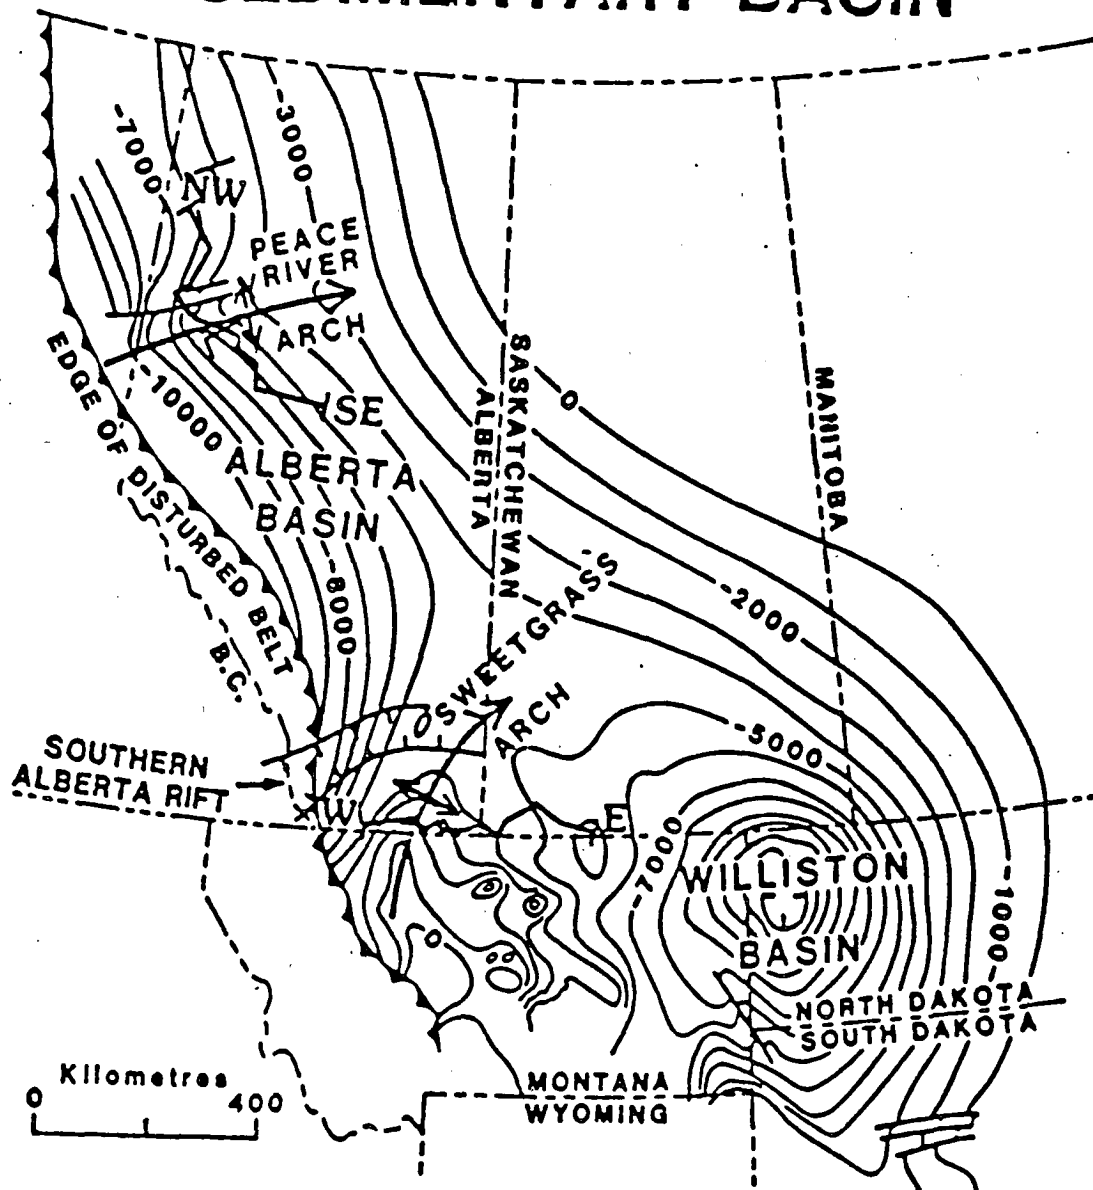 SEDIMENTARY BASIN
-7000
-3000
NW
PEACE
RIVER
ARCH
EDGE OF DISTURBED BELT
-10000
SE
ALBERTA
BASIN
-8000
ALBERTA
SASKATCHEWAN
MANITOBA
0
-2000
B.C.
SWEETGRASS
ARCH
-5000
SOUTHERN
ALBERTA RIFT
W
E
-7000
WILLISTON
BASIN
-1000
0
NORTH DAKOTA
SOUTH DAKOTA
MONTANA
WYOMING
Kilometres
0 400